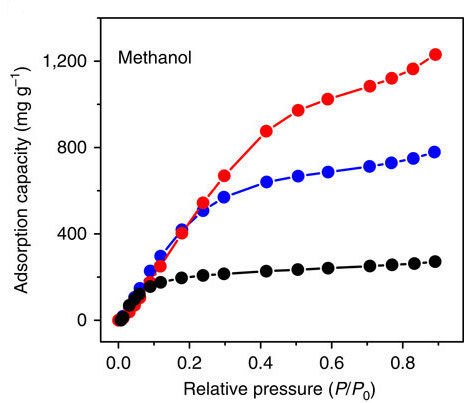 Methanol
Adsorption capacity (mg g⁻¹)
1,200
800
400
0
0.0 0.2 0.4 0.6 0.8
Relative pressure (P/P₀)